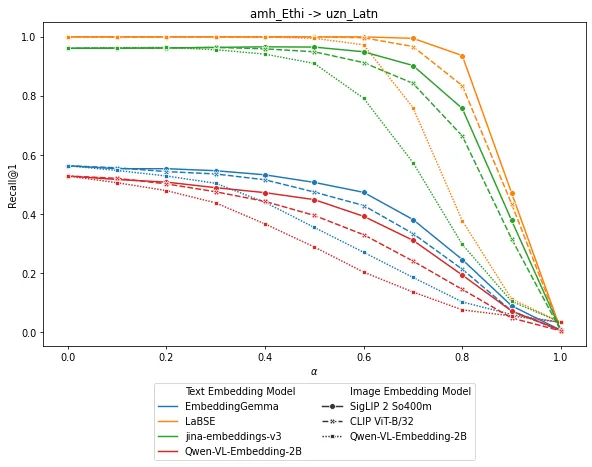 amh_Ethi -> uzn_Latn
Recall@1
1.0
0.8
0.6
0.4
0.2
0.0
0.0 0.2 0.4 0.6 0.8 1.0
α
Text Embedding Model Image Embedding Model
EmbeddingGemma SigLIP 2 So400m
LaBSE CLIP ViT-B/32
jina-embeddings-v3 Qwen-VL-Embedding-2B
Qwen-VL-Embedding-2B